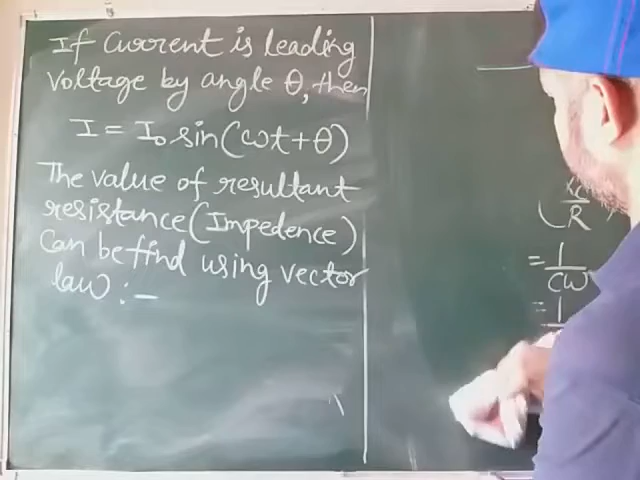 If Current is leading
voltage by angle θ, then
I = I₀ sin(ωt+θ)
The value of resultant
resistance (Impedence)
Can be find using vector
law :-
R
= 1
Cω
= 1